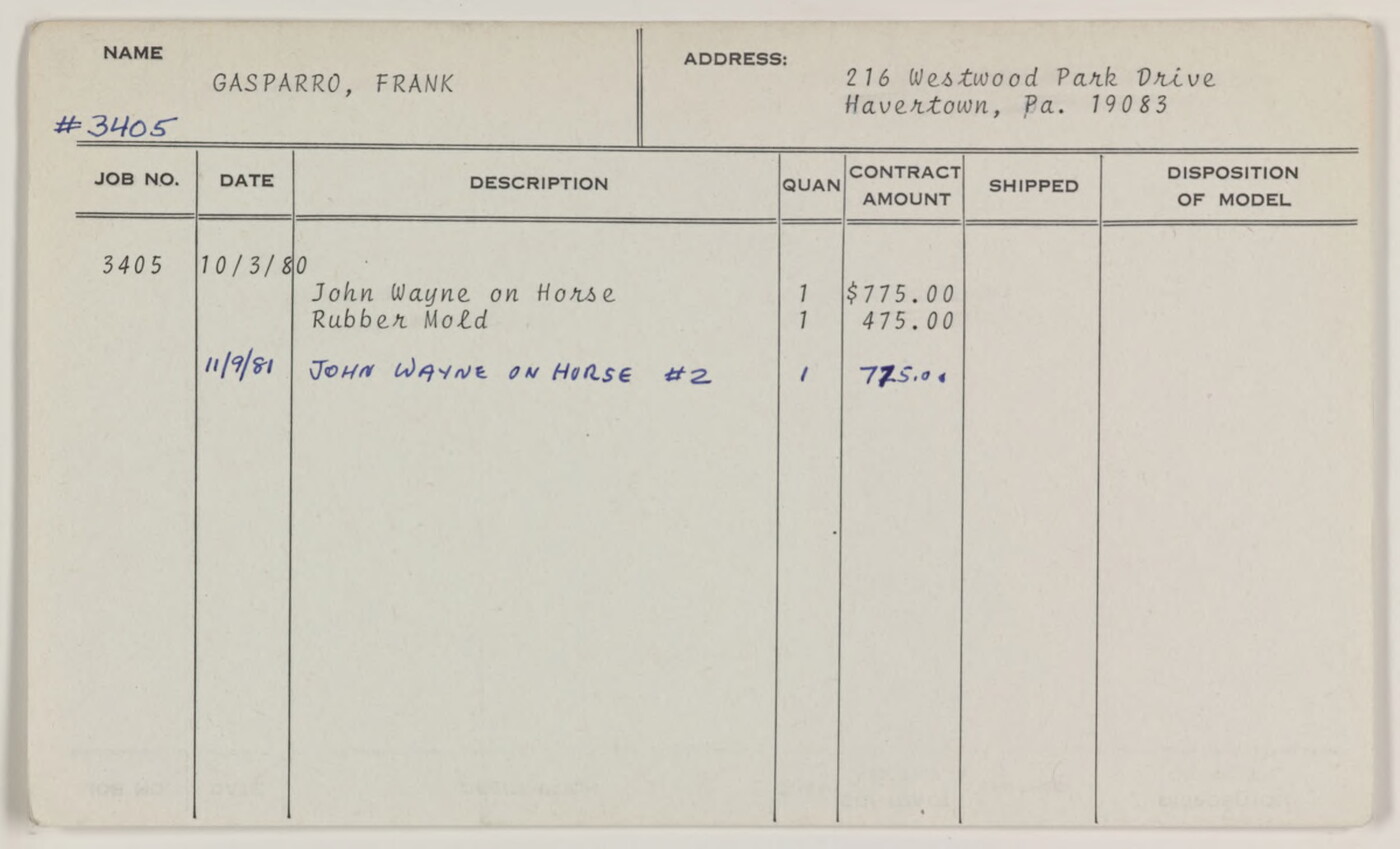 NAME
GASPARRO, FRANK
#3405
ADDRESS:
216 Westwood Park Drive
Havertown, Pa. 19083
JOB NO. DATE DESCRIPTION QUAN CONTRACT AMOUNT SHIPPED DISPOSITION OF MODEL
3405 10/3/80
John Wayne on Horse 1 $775.00
Rubber Mold 1 475.00
11/9/81 JOHN WAYNE ON HORSE #2 1